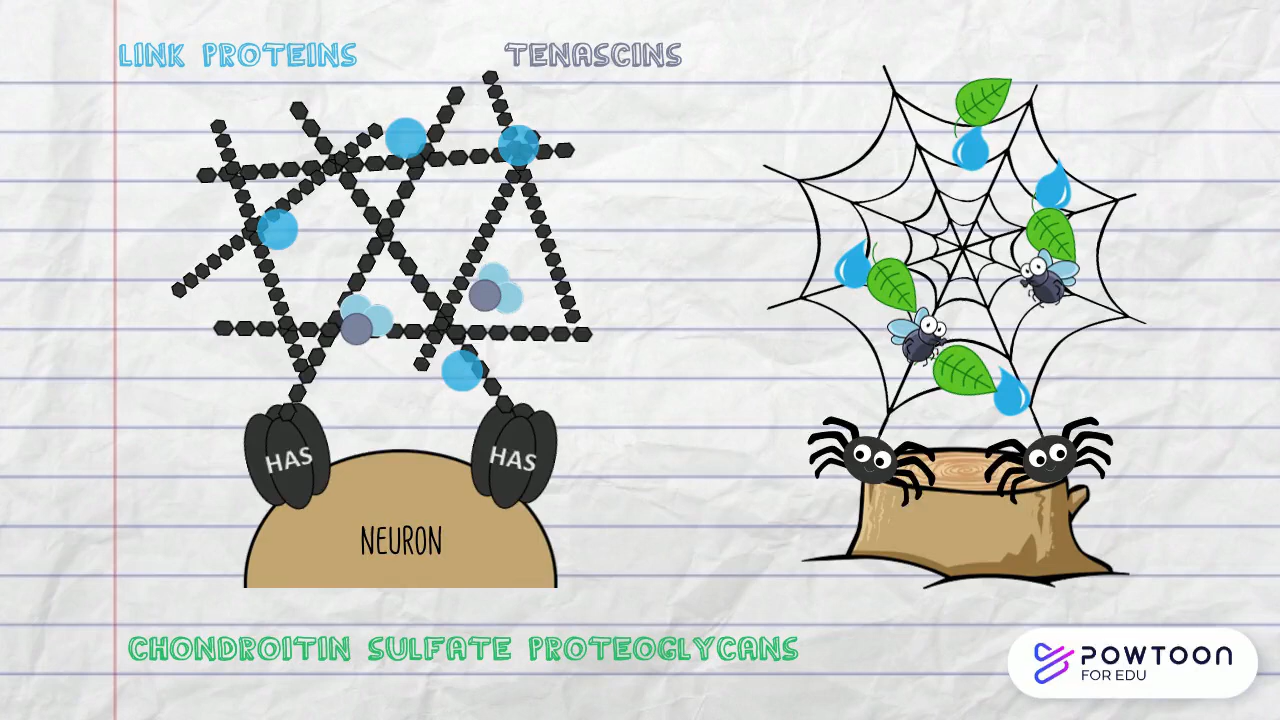 LINK PROTEINS
TENASCINS
HAS
HAS
NEURON
CHONDROITIN SULFATE PROTEOGLYCANS
POWTOON
FOR EDU